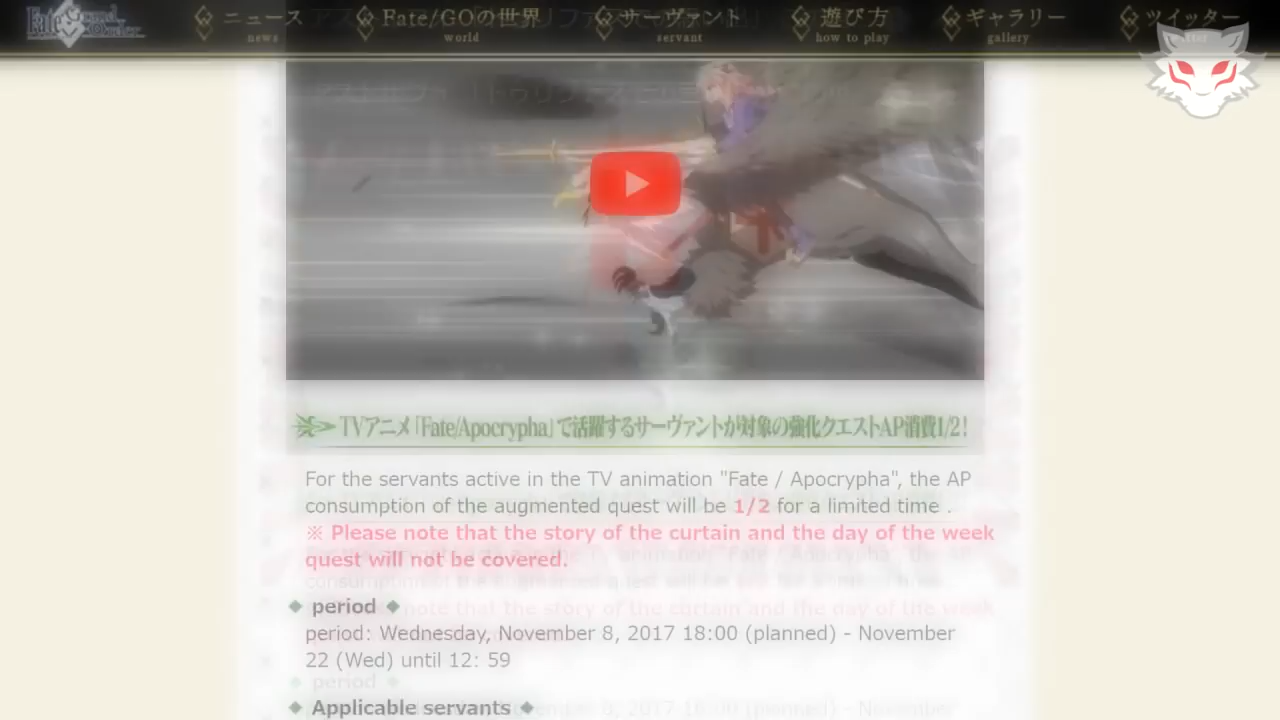 Fate Grand Order
ニュース Fate/GOの世界 サーヴァント 遊び方 ギャラリー ツイッター
news world servant how to play gallery
TVアニメ「Fate/Apocrypha」で活躍するサーヴァントが対象の強化クエストAP消費1/2!
For the servants active in the TV animation "Fate / Apocrypha", the AP
consumption of the augmented quest will be 1/2 for a limited time .
※ Please note that the story of the curtain and the day of the week
quest will not be covered.
◆ period ◆
period: Wednesday, November 8, 2017 18:00 (planned) - November
22 (Wed) until 12: 59
◆ period ◆
◆ Applicable servants ◆